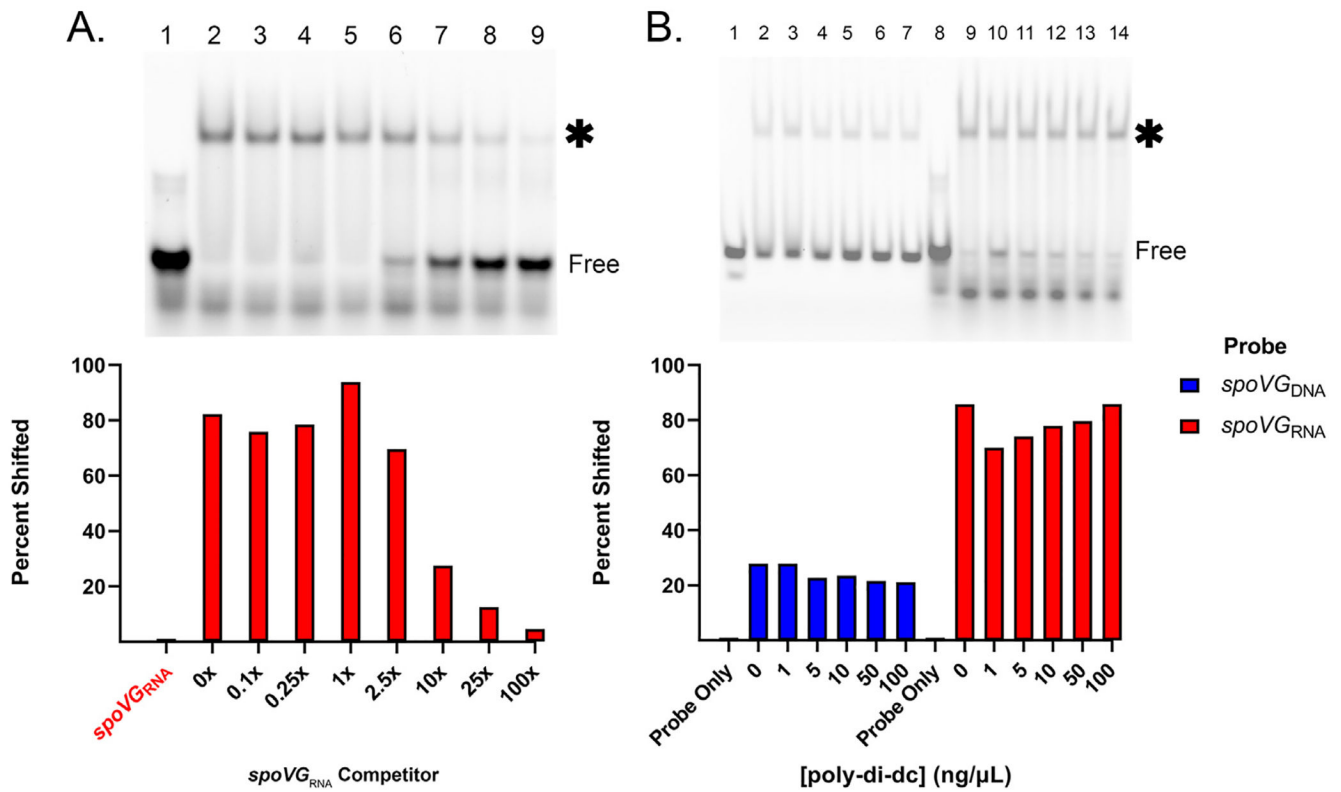 A.
1 2 3 4 5 6 7 8 9
*
Free
100
80
60
40
20
Percent Shifted
spoVGRNA
0x
0.1x
0.25x
1x
2.5x
10x
25x
100x
spoVGRNA Competitor
B.
1 2 3 4 5 6 7 8 9 10 11 12 13 14
*
Free
100
80
60
40
20
Percent Shifted
Probe Only
0
1
5
10
50
100
Probe Only
0
1
5
10
50
100
[poly-di-dc] (ng/µL)
Probe
spoVGDNA
spoVGRNA